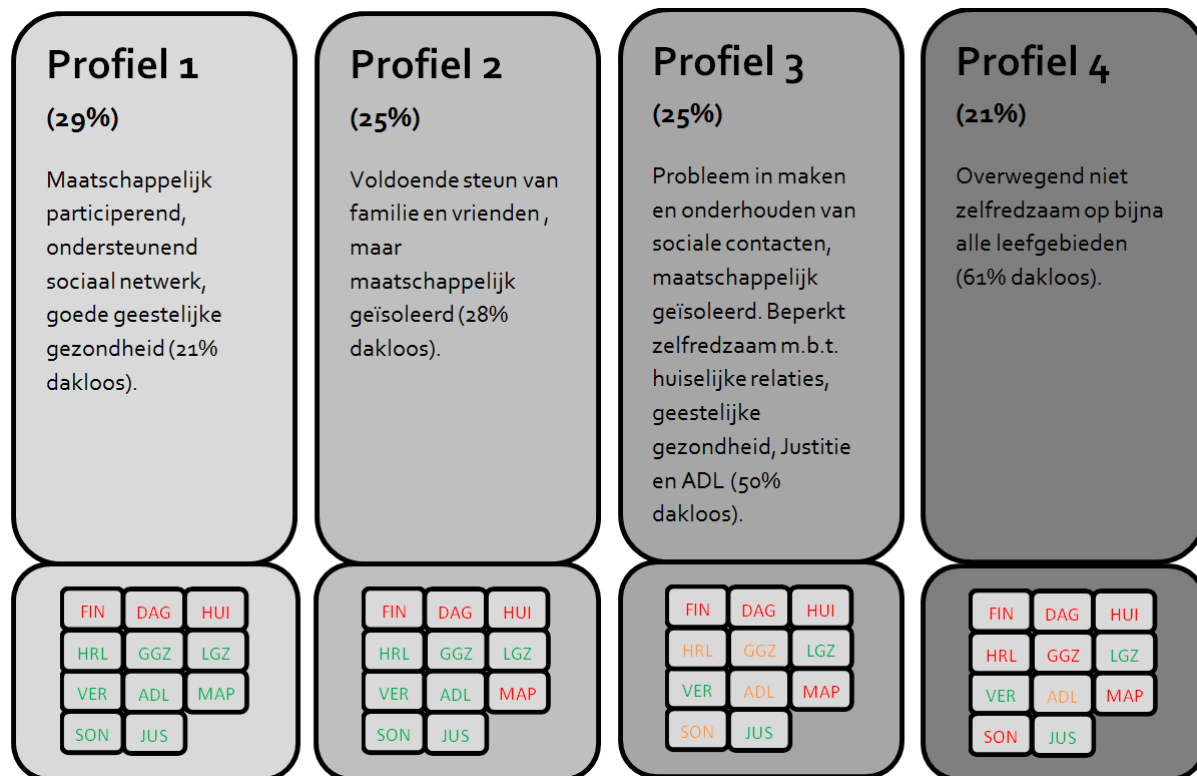 Profiel 1
(29%)
Maatschappelijk
participerend,
ondersteunend
sociaal netwerk,
goede geestelijke
gezondheid (21%
dakloos).
FIN DAG HUI
HRL GGZ LGZ
VER ADL MAP
SON JUS
Profiel 2
(25%)
Voldoende steun van
familie en vrienden ,
maar
maatschappelijk
geïsoleerd (28%
dakloos).
FIN DAG HUI
HRL GGZ LGZ
VER ADL MAP
SON JUS
Profiel 3
(25%)
Probleem in maken
en onderhouden van
sociale contacten,
maatschappelijk
geïsoleerd. Beperkt
zelfredzaam m.b.t.
huiselijke relaties,
geestelijke
gezondheid, Justitie
en ADL (50%
dakloos).
FIN DAG HUI
HRL GGZ LGZ
VER ADL MAP
SON JUS
Profiel 4
(21%)
Overwegend niet
zelfredzaam op bijna
alle leefgebieden
(61% dakloos).
FIN DAG HUI
HRL GGZ LGZ
VER ADL MAP
SON JUS